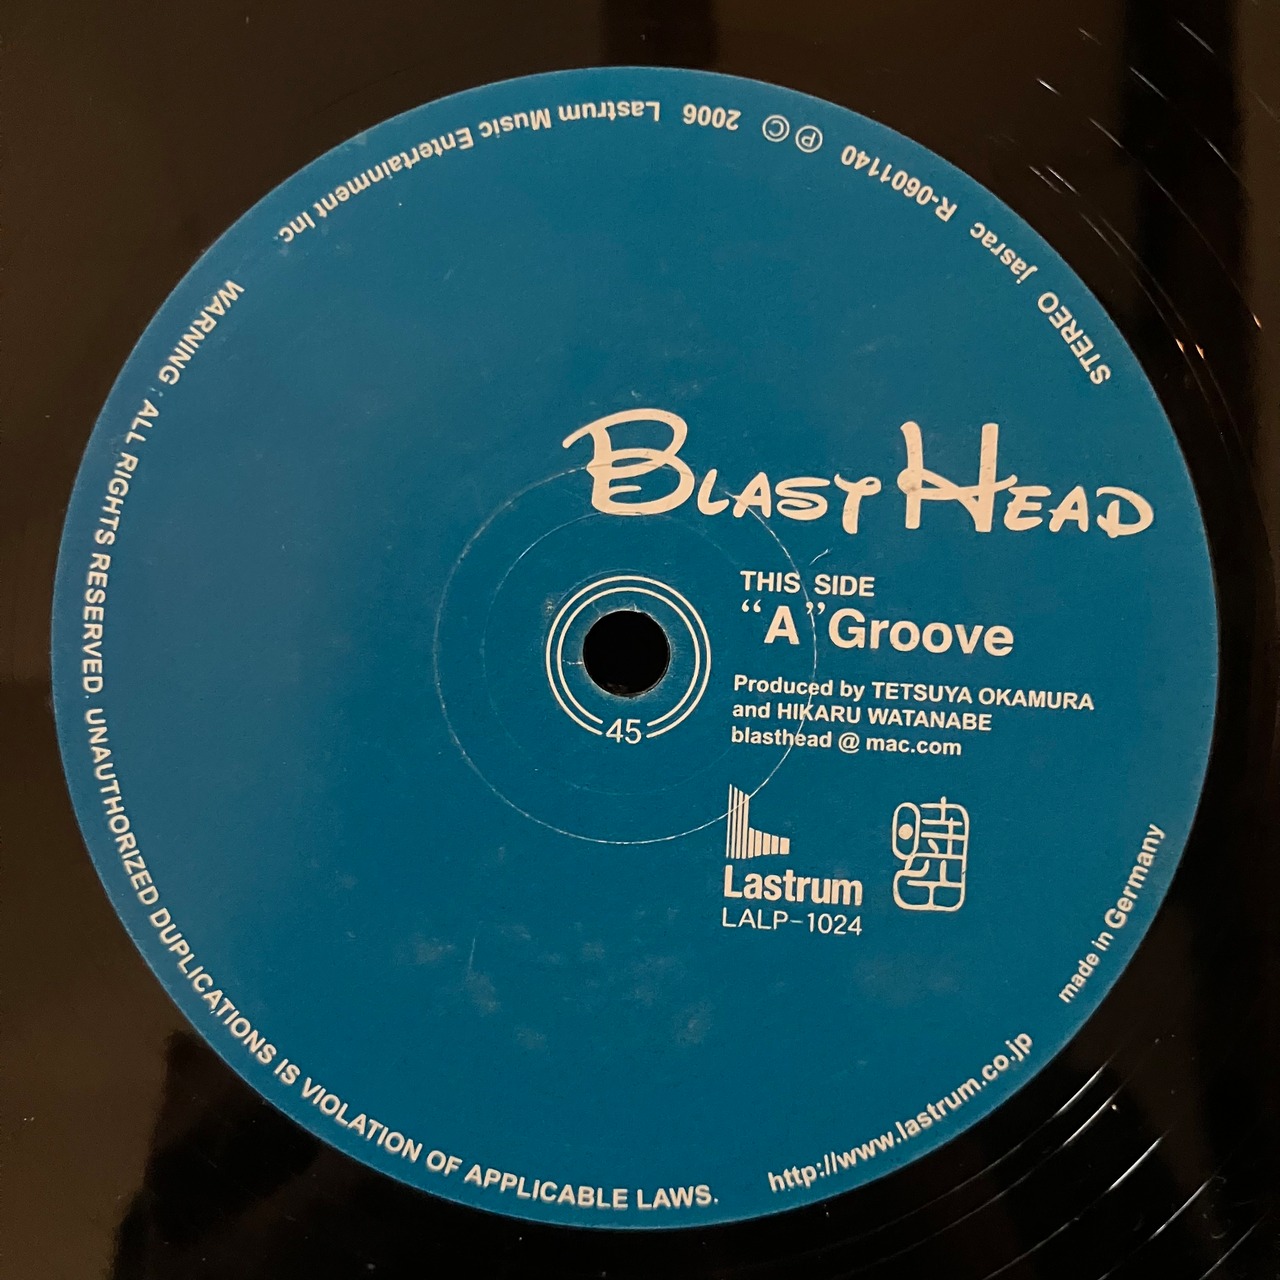 BLAST HEAD
THIS SIDE
“A” Groove
Produced by TETSUYA OKAMURA
and HIKARU WATANABE
blasthead @ mac.com
45
Lastrum
LALP-1024
STEREO jasrac R-0601140 Ⓟ Ⓒ 2006 Lastrum Music Entertainment Inc.
WARNING : ALL RIGHTS RESERVED. UNAUTHORIZED DUPLICATIONS IS VIOLATION OF APPLICABLE LAWS.
http://www.lastrum.co.jp
made in Germany